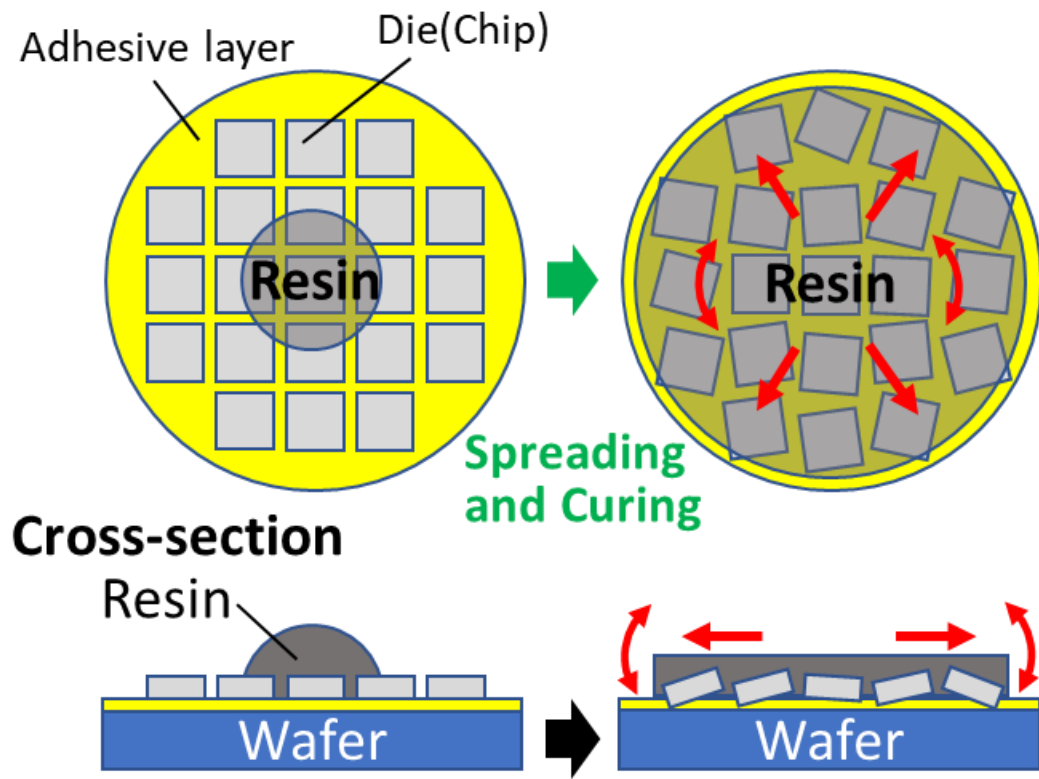 Die(Chip)
Adhesive layer
Resin
Resin
Spreading
and Curing
Cross-section
Resin
Wafer
Wafer